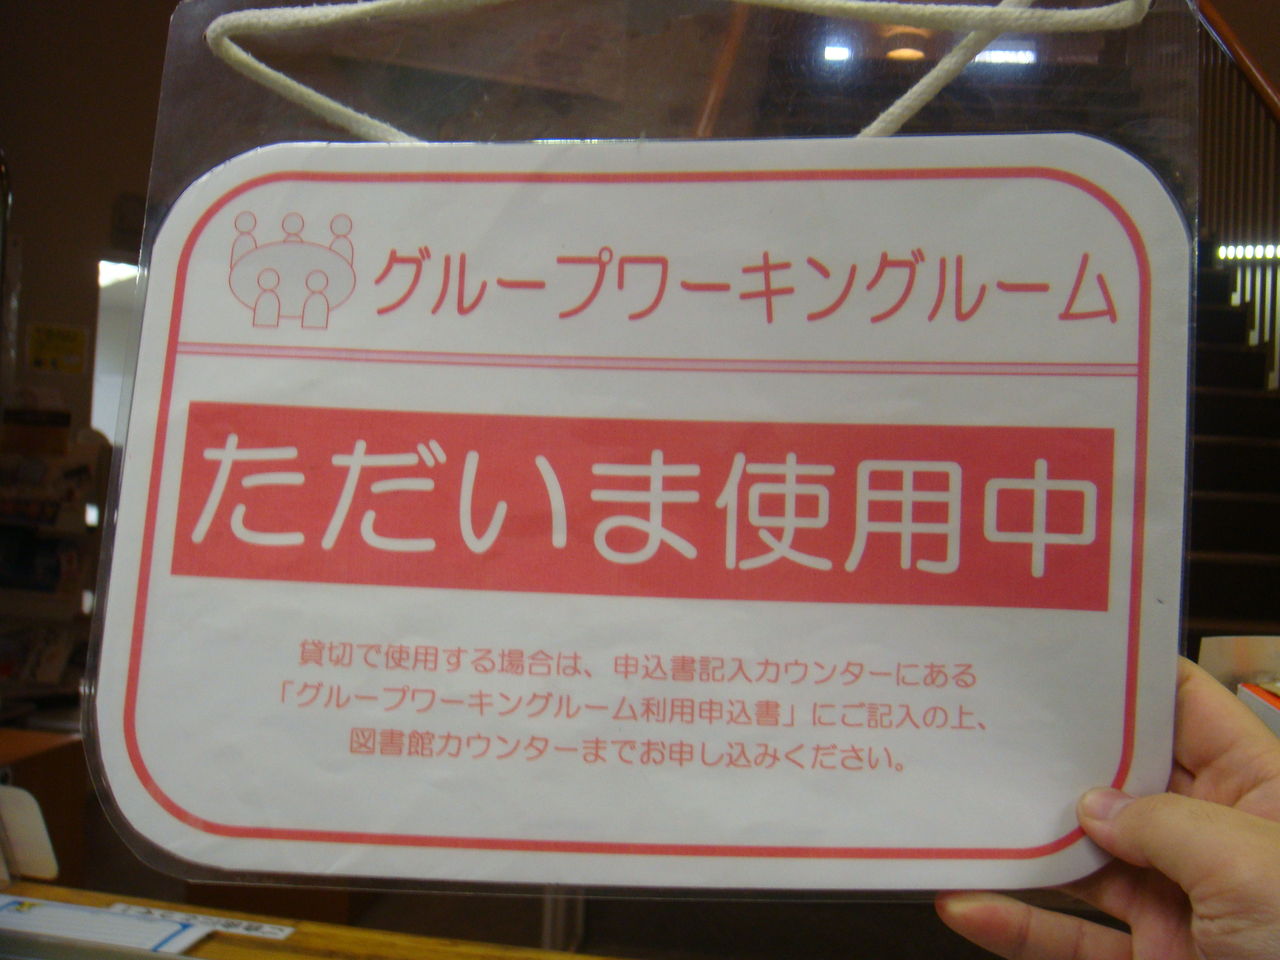 グループワーキングルーム
ただいま使用中
貸切で使用する場合は、申込書記入カウンターにある
「グループワーキングルーム利用申込書」にご記入の上、
図書館カウンターまでお申し込みください。